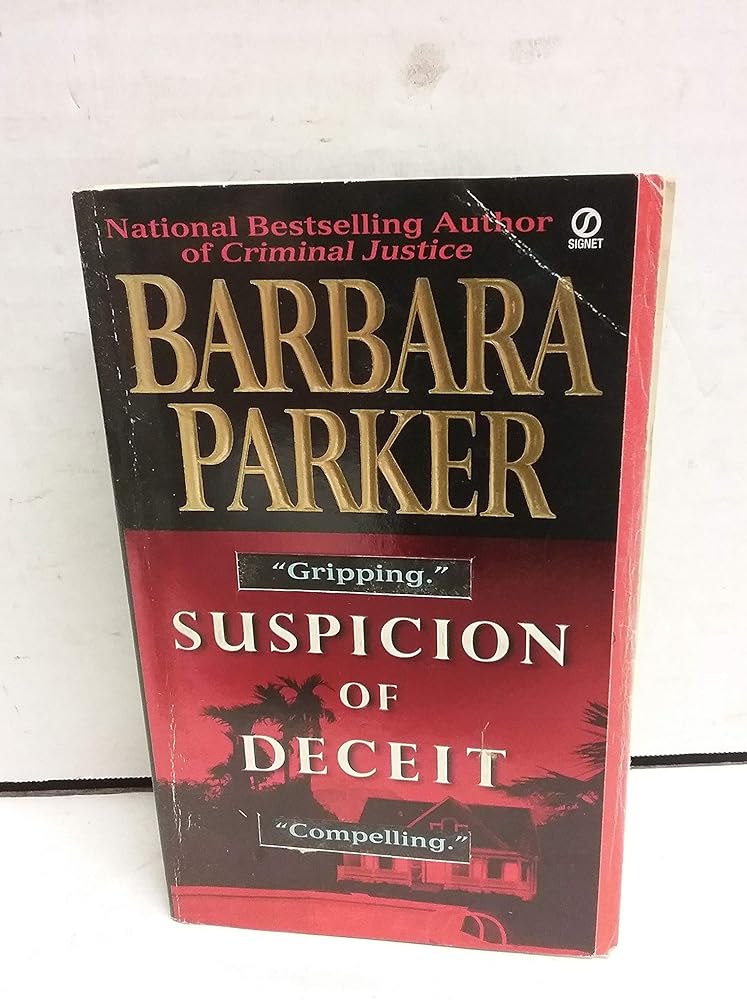 National Bestselling Author
of Criminal Justice
SIGNET
BARBARA
PARKER
"Gripping."
SUSPICION
OF
DECEIT
"Compelling."